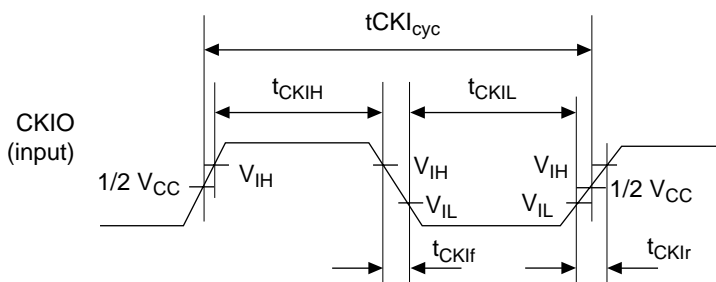 tCKIcyc
tCKIH
tCKIL
CKIO
(input)
1/2 VCC
VIH
VIH
VIL
VIH
VIL
1/2 VCC
tCKIf
tCKIr